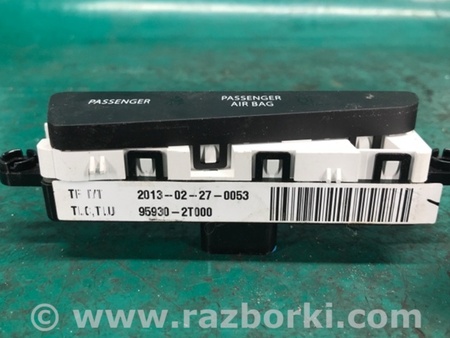 PASSENGER
PASSENGER
AIR BAG
2013-02-27-0053
95930-2T000
© www.razborki.com